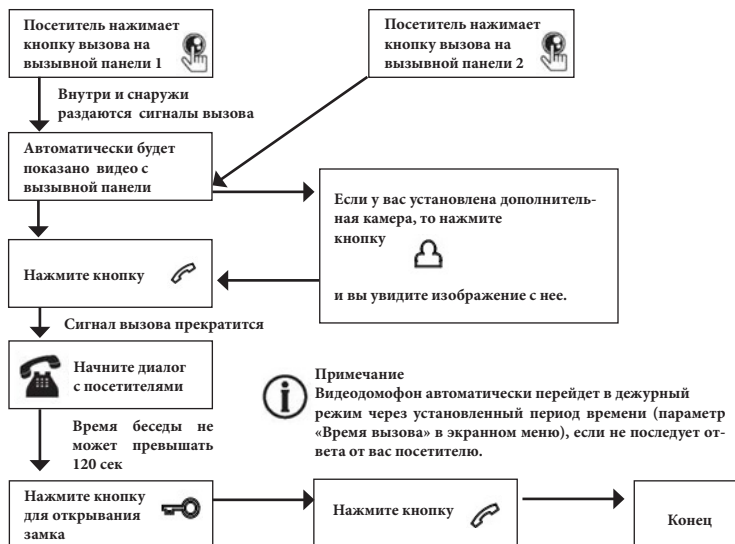 Посетитель нажимает
кнопку вызова на
вызывной панели 1
Посетитель нажимает
кнопку вызова на
вызывной панели 2
Внутри и снаружи
раздаются сигналы вызова
Автоматически будет
показано видео с
вызывной панели
Если у вас установлена дополнитель-
ная камера, то нажмите
кнопку
и вы увидите изображение с нее.
Нажмите кнопку
Сигнал вызова прекратится
Начните диалог
с посетителями
Примечание
Видеодомофон автоматически перейдет в дежурный
режим через установленный период времени (параметр
«Время вызова» в экранном меню), если не последует от-
вета от вас посетителю.
Время беседы не
может превышать
120 сек
Нажмите кнопку
для открывания
замка
Нажмите кнопку
Конец